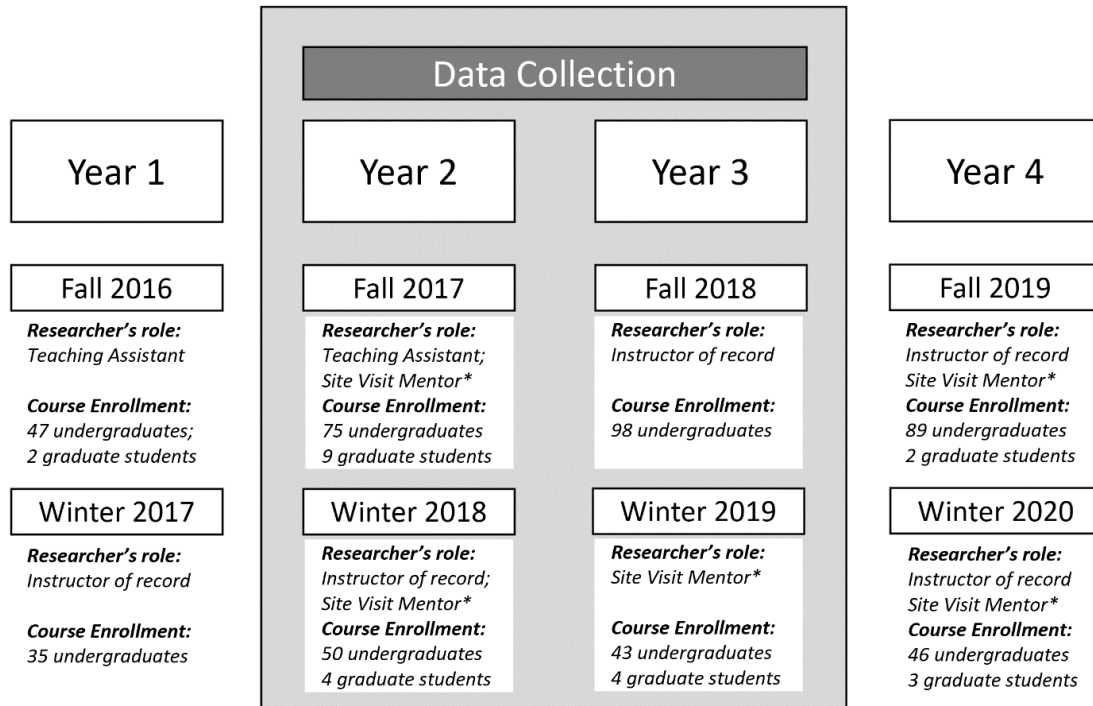 Data Collection
Year 1
Year 2
Year 3
Year 4
Fall 2016
Researcher's role:
Teaching Assistant
Course Enrollment:
47 undergraduates;
2 graduate students
Fall 2017
Researcher's role:
Teaching Assistant;
Site Visit Mentor*
Course Enrollment:
75 undergraduates
9 graduate students
Fall 2018
Researcher's role:
Instructor of record
Course Enrollment:
98 undergraduates
Fall 2019
Researcher's role:
Instructor of record
Site Visit Mentor*
Course Enrollment:
89 undergraduates
2 graduate students
Winter 2017
Researcher's role:
Instructor of record
Course Enrollment:
35 undergraduates
Winter 2018
Researcher's role:
Instructor of record;
Site Visit Mentor*
Course Enrollment:
50 undergraduates
4 graduate students
Winter 2019
Researcher's role:
Site Visit Mentor*
Course Enrollment:
43 undergraduates
4 graduate students
Winter 2020
Researcher's role:
Instructor of record
Site Visit Mentor*
Course Enrollment:
46 undergraduates
3 graduate students